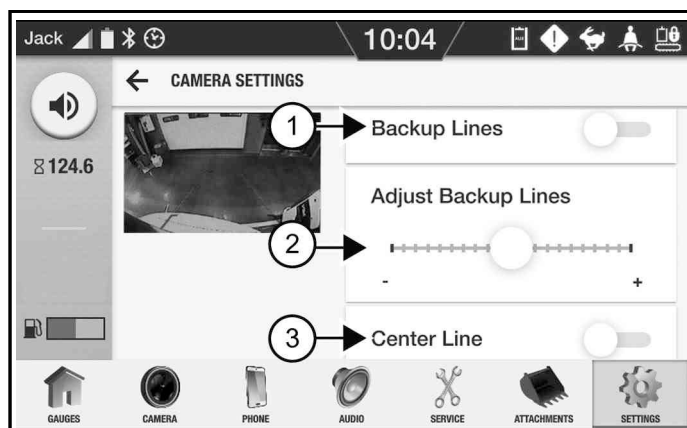 Jack 10:04
CAMERA SETTINGS
1 Backup Lines
124.6
Adjust Backup Lines
2
- +
3 Center Line
GAUGES CAMERA PHONE AUDIO SERVICE ATTACHMENTS SETTINGS